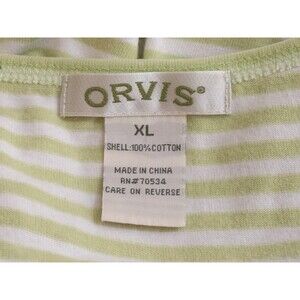 ORVIS®
XL
SHELL:100%COTTON
MADE IN CHINA
RN#70534
CARE ON REVERSE